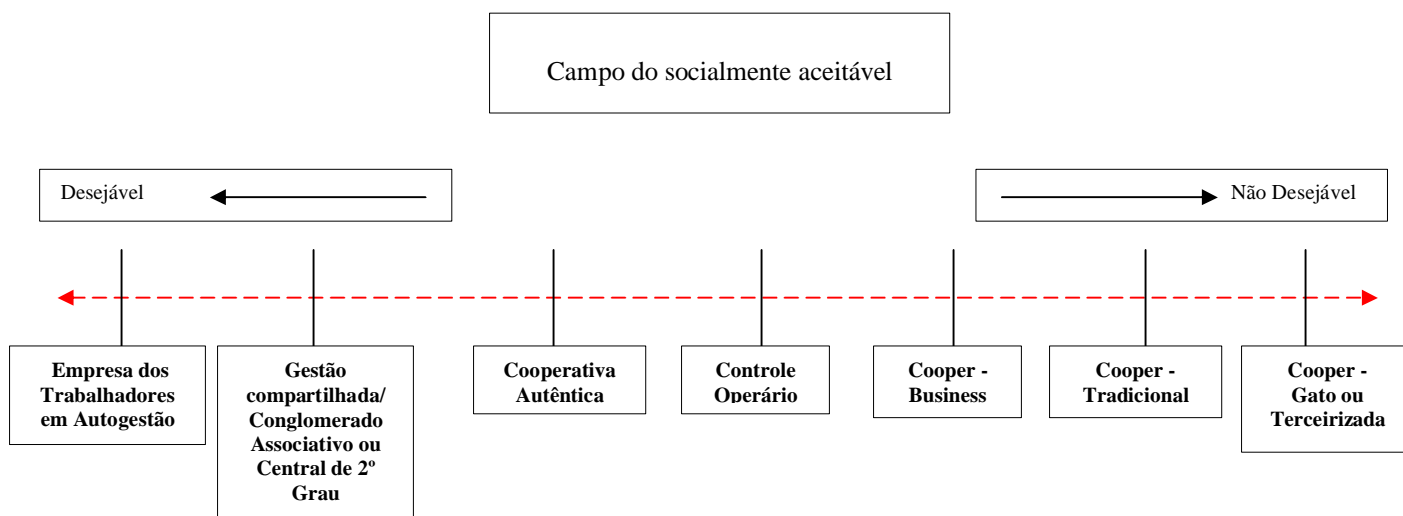 Campo do socialmente aceitável
Desejável
Não Desejável
Empresa dos
Trabalhadores
em Autogestão
Gestão
compartilhada/
Conglomerado
Associativo ou
Central de 2º
Grau
Cooperativa
Autêntica
Controle
Operário
Cooper -
Business
Cooper -
Tradicional
Cooper -
Gato ou
Terceirizada